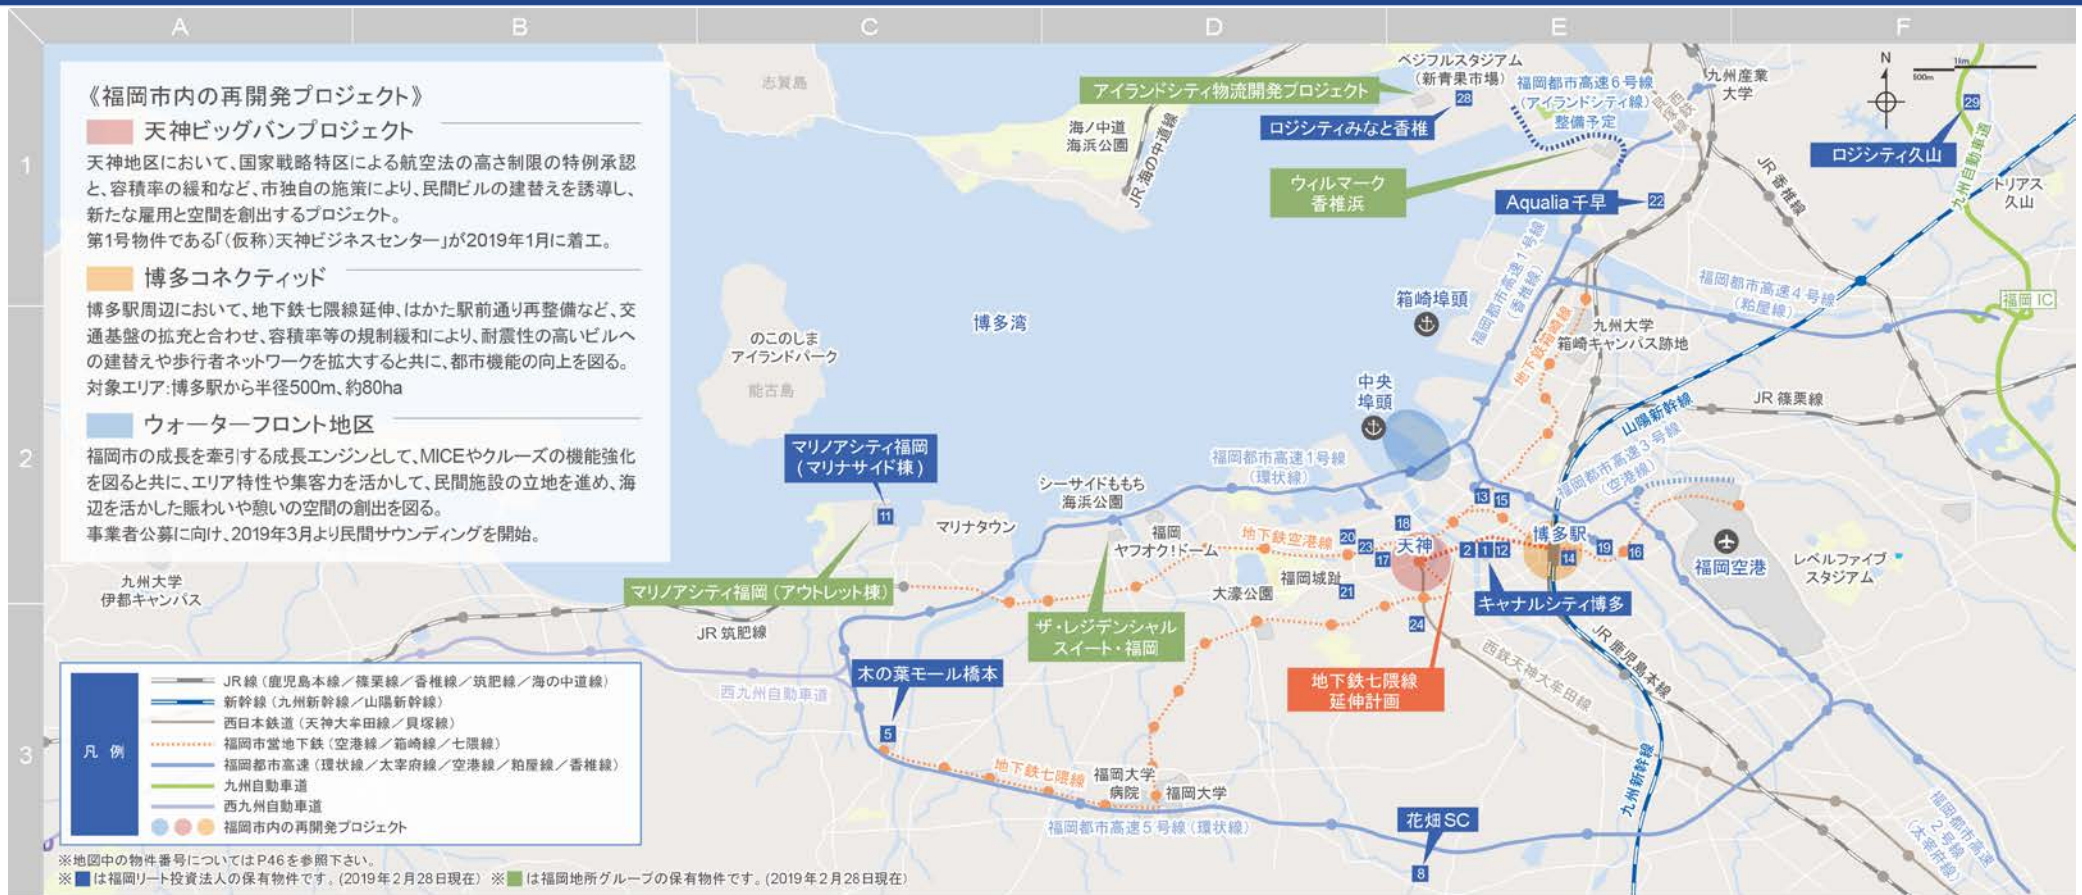 A B C D E F
1
2
3
《福岡市内の再開発プロジェクト》
天神ビッグバンプロジェクト
天神地区において、国家戦略特区による航空法の高さ制限の特例承認
と、容積率の緩和など、市独自の施策により、民間ビルの建替えを誘導し、
新たな雇用と空間を創出するプロジェクト。
第1号物件である「(仮称)天神ビジネスセンター」が2019年1月に着工。
博多コネクティッド
博多駅周辺において、地下鉄七隈線延伸、はかた駅前通り再整備など、交
通基盤の拡充と合わせ、容積率等の規制緩和により、耐震性の高いビルへ
の建替えや歩行者ネットワークを拡大すると共に、都市機能の向上を図る。
対象エリア:博多駅から半径500m、約80ha
ウォーターフロント地区
福岡市の成長を牽引する成長エンジンとして、MICEやクルーズの機能強化
を図ると共に、エリア特性や集客力を活かして、民間施設の立地を進め、海
辺を活かした賑わいや憩いの空間の創出を図る。
事業者公募に向け、2019年3月より民間サウンディングを開始。
志賀島
海ノ中道
海浜公園
JR 海の中道線
アイランドシティ物流開発プロジェクト
ベジフルスタジアム
(新青果市場)
28
ロジシティみなと香椎
福岡都市高速6号線
(アイランドシティ線)
整備予定
九州産業
大学
西鉄
貝塚線
N
500m
1km
29
ロジシティ久山
九州自動車道
トリアス
久山
JR 香椎線
ウィルマーク
香椎浜
Aqualia千早
22
福岡都市高速1号線
(香椎線)
福岡都市高速4号線
(粕屋線)
福岡IC
箱崎埠頭
九州大学
箱崎キャンパス跡地
地下鉄箱崎線
のこのしま
アイランドパーク
能古島
博多湾
中央
埠頭
山陽新幹線
JR 篠栗線
福岡都市高速3号線
(空港線)
マリノアシティ福岡
(マリナサイド棟)
11
マリナタウン
シーサイドももち
海浜公園
福岡都市高速1号線
(環状線)
福岡
ヤフオク!ドーム
地下鉄空港線
20
23
18
17
天神
13
15
2
1
12
博多駅
14
19
16
福岡空港
レベルファイブ
スタジアム
九州大学
伊都キャンパス
マリノアシティ福岡(アウトレット棟)
大濠公園
福岡城趾
21
24
キャナルシティ博多
JR 筑肥線
ザ・レジデンシャル
スイート・福岡
地下鉄七隈線
延伸計画
西鉄天神大牟田線
JR 鹿児島本線
西九州自動車道
木の葉モール橋本
5
地下鉄七隈線
福岡大学
病院
福岡大学
福岡都市高速5号線(環状線)
花畑SC
8
九州新幹線
福岡都市高速
2号線
(太宰府線)
凡例
JR線(鹿児島本線/篠栗線/香椎線/筑肥線/海の中道線)
新幹線(九州新幹線/山陽新幹線)
西日本鉄道(天神大牟田線/貝塚線)
福岡市営地下鉄(空港線/箱崎線/七隈線)
福岡都市高速(環状線/太宰府線/空港線/粕屋線/香椎線)
九州自動車道
西九州自動車道
福岡市内の再開発プロジェクト
※地図中の物件番号についてはP46を参照下さい。
※■は福岡リート投資法人の保有物件です。(2019年2月28日現在) ※■は福岡地所グループの保有物件です。(2019年2月28日現在)